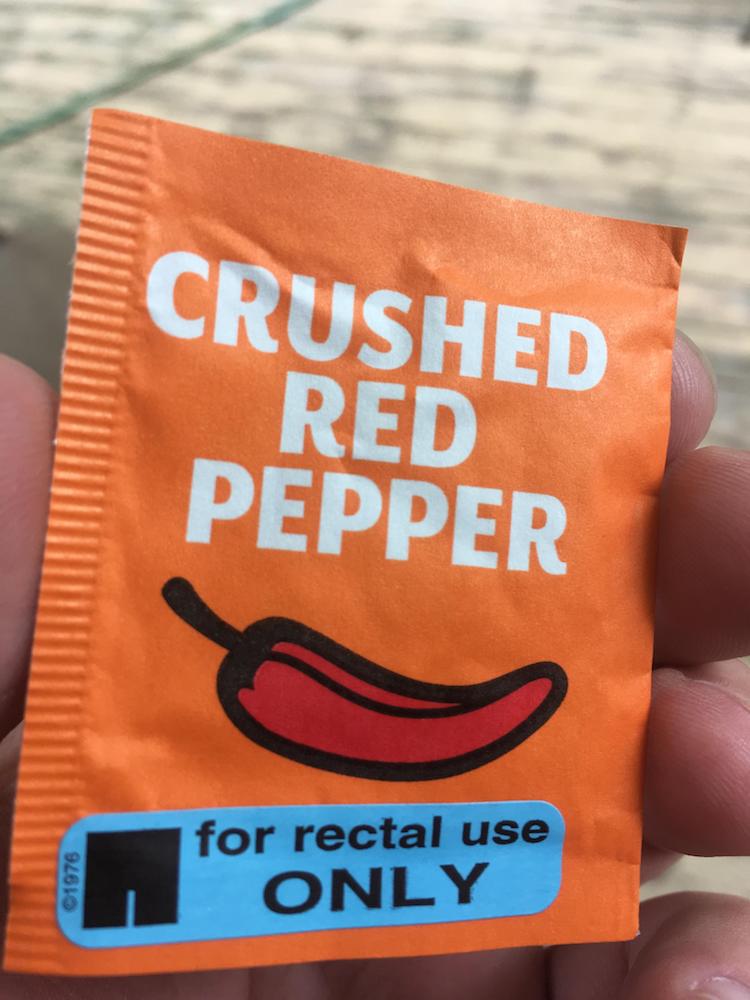 CRUSHED
RED
PEPPER
©1976
for rectal use
ONLY